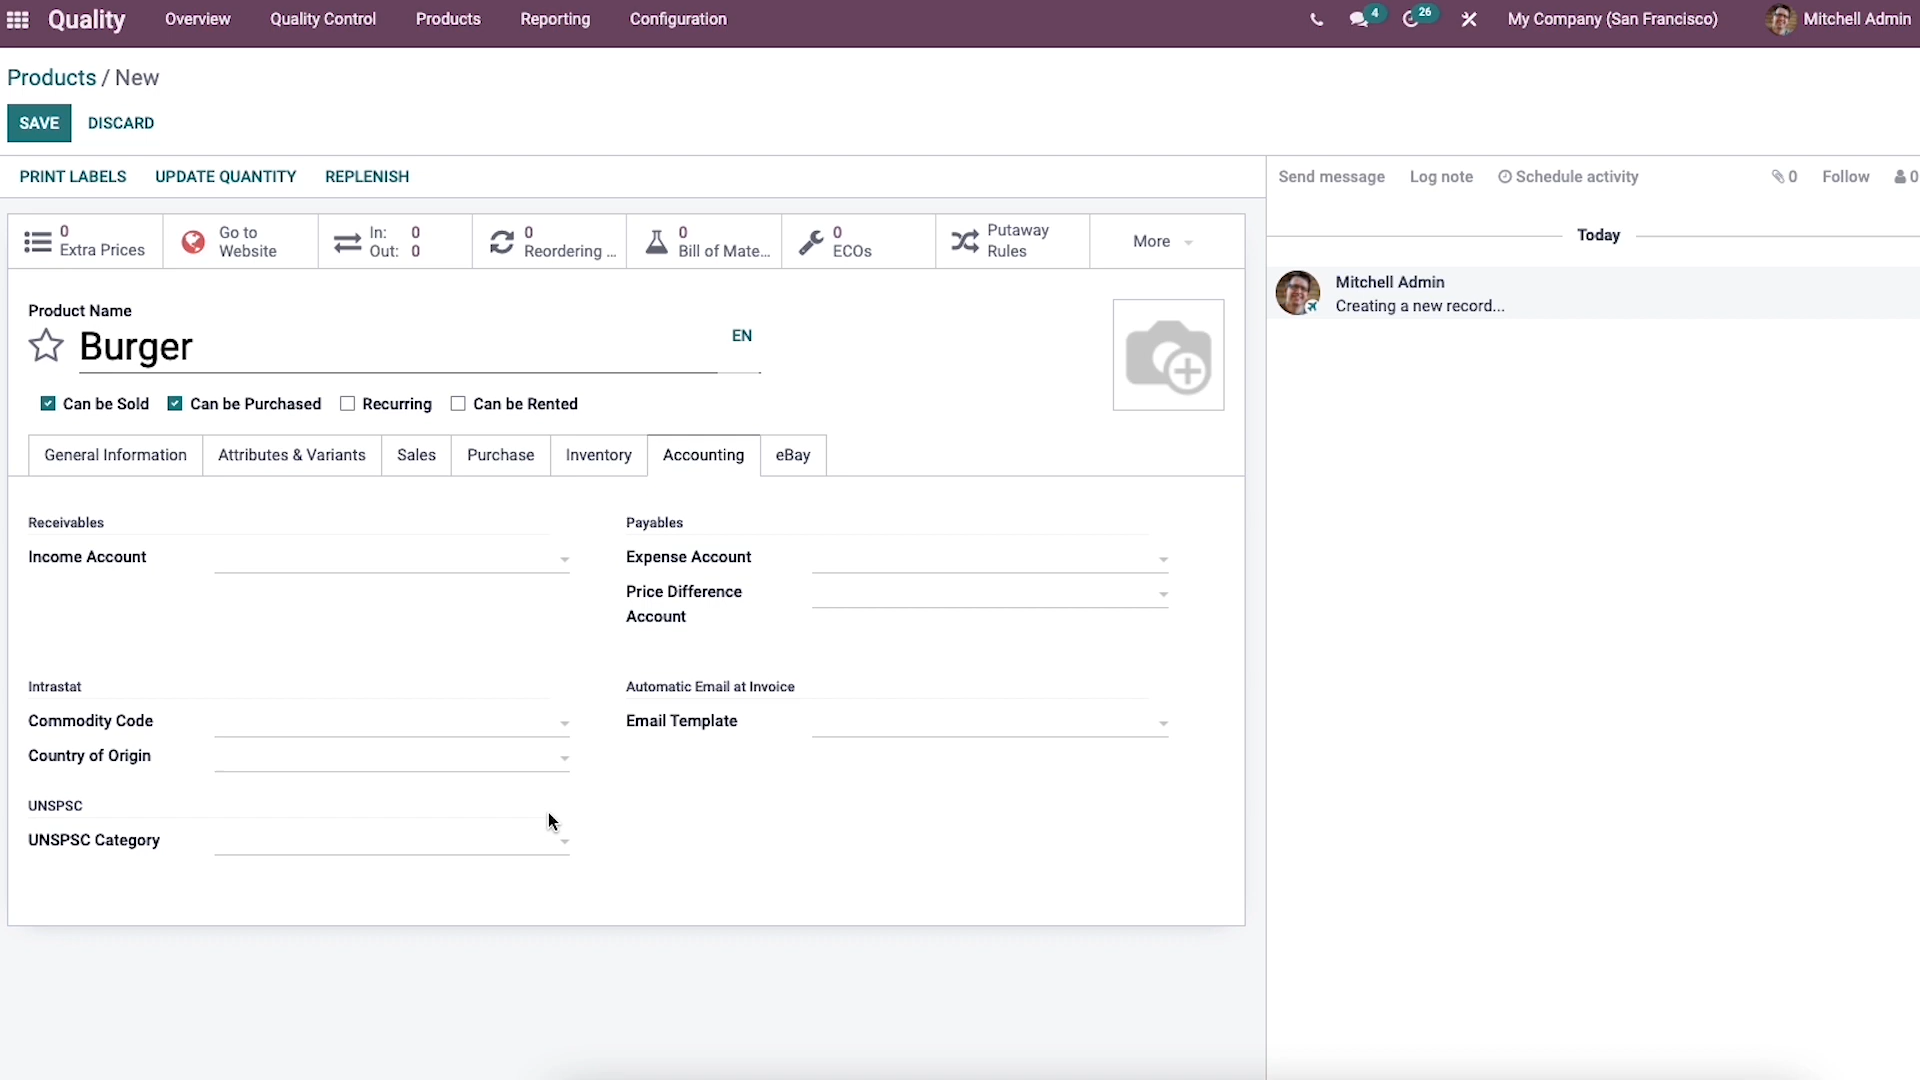 Quality Overview Quality Control Products Reporting Configuration 4 26 My Company (San Francisco) Mitchell Admin
Products / New
SAVE DISCARD
PRINT LABELS UPDATE QUANTITY REPLENISH
Send message Log note Schedule activity 0 Follow 0
0 Extra Prices
Go to Website
In: 0
Out: 0
0 Reordering ...
0 Bill of Mate...
0 ECOs
Putaway Rules
More
Today
Mitchell Admin
Creating a new record...
Product Name
Burger EN
Can be Sold Can be Purchased Recurring Can be Rented
General Information Attributes & Variants Sales Purchase Inventory Accounting eBay
Receivables
Income Account
Payables
Expense Account
Price Difference
Account
Intrastat
Commodity Code
Country of Origin
Automatic Email at Invoice
Email Template
UNSPSC
UNSPSC Category